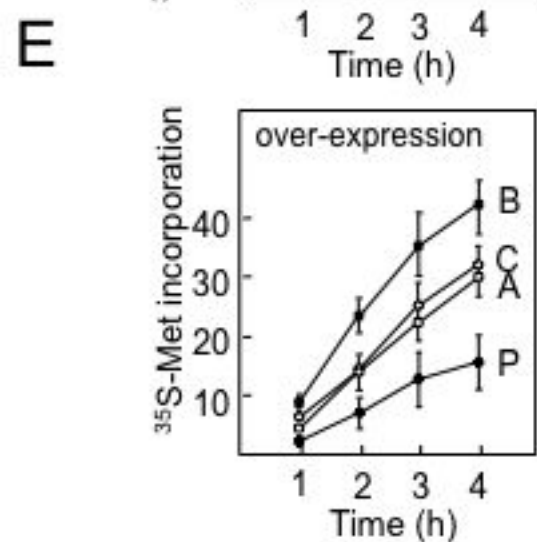 E
1 2 3 4
Time (h)
over-expression
³⁵S-Met incorporation
40
30
20
10
B
C
A
P
1 2 3 4
Time (h)